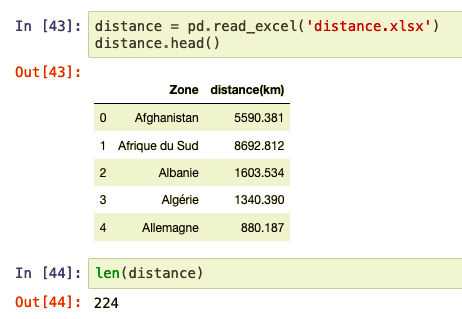 In [43]: distance = pd.read_excel('distance.xlsx')
distance.head()
Out[43]:
Zone distance(km)
0 Afghanistan 5590.381
1 Afrique du Sud 8692.812
2 Albanie 1603.534
3 Algérie 1340.390
4 Allemagne 880.187
In [44]: len(distance)
Out[44]: 224